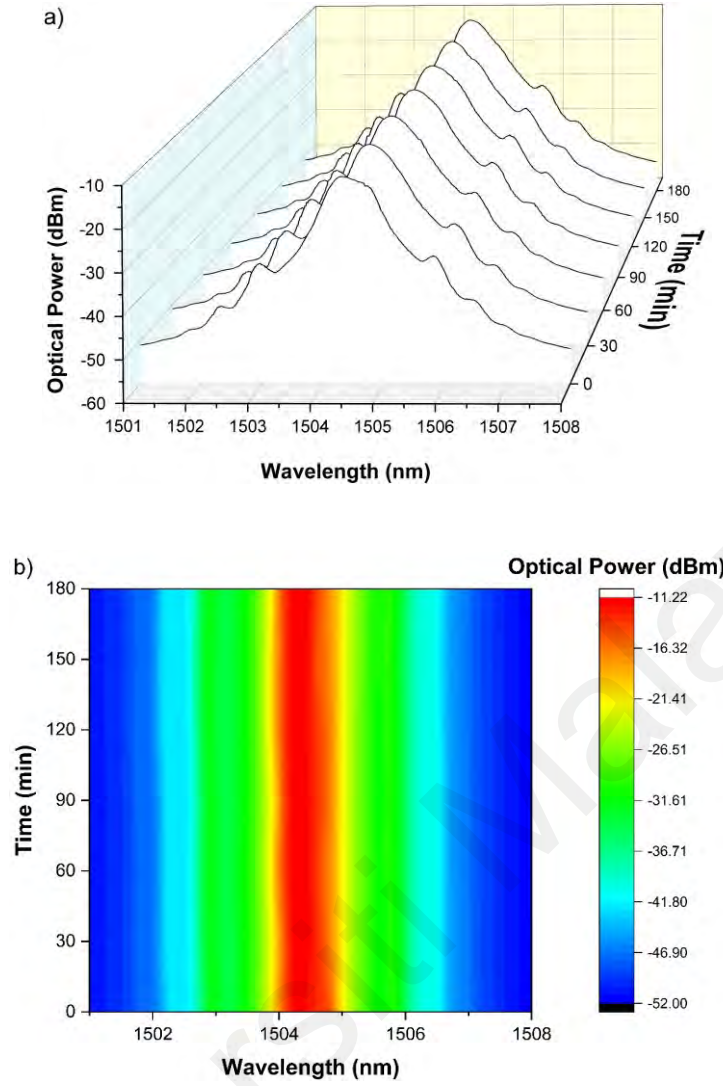 a)
-10
-20
-30
-40
-50
-60
Optical Power (dBm)
1501 1502 1503 1504 1505 1506 1507 1508
Wavelength (nm)
180
150
120
90
60
30
0
Time (min)
b)
Optical Power (dBm)
180
150
120
90
60
30
0
Time (min)
1502 1504 1506 1508
Wavelength (nm)
-11.22
-16.32
-21.41
-26.51
-31.61
-36.71
-41.80
-46.90
-52.00